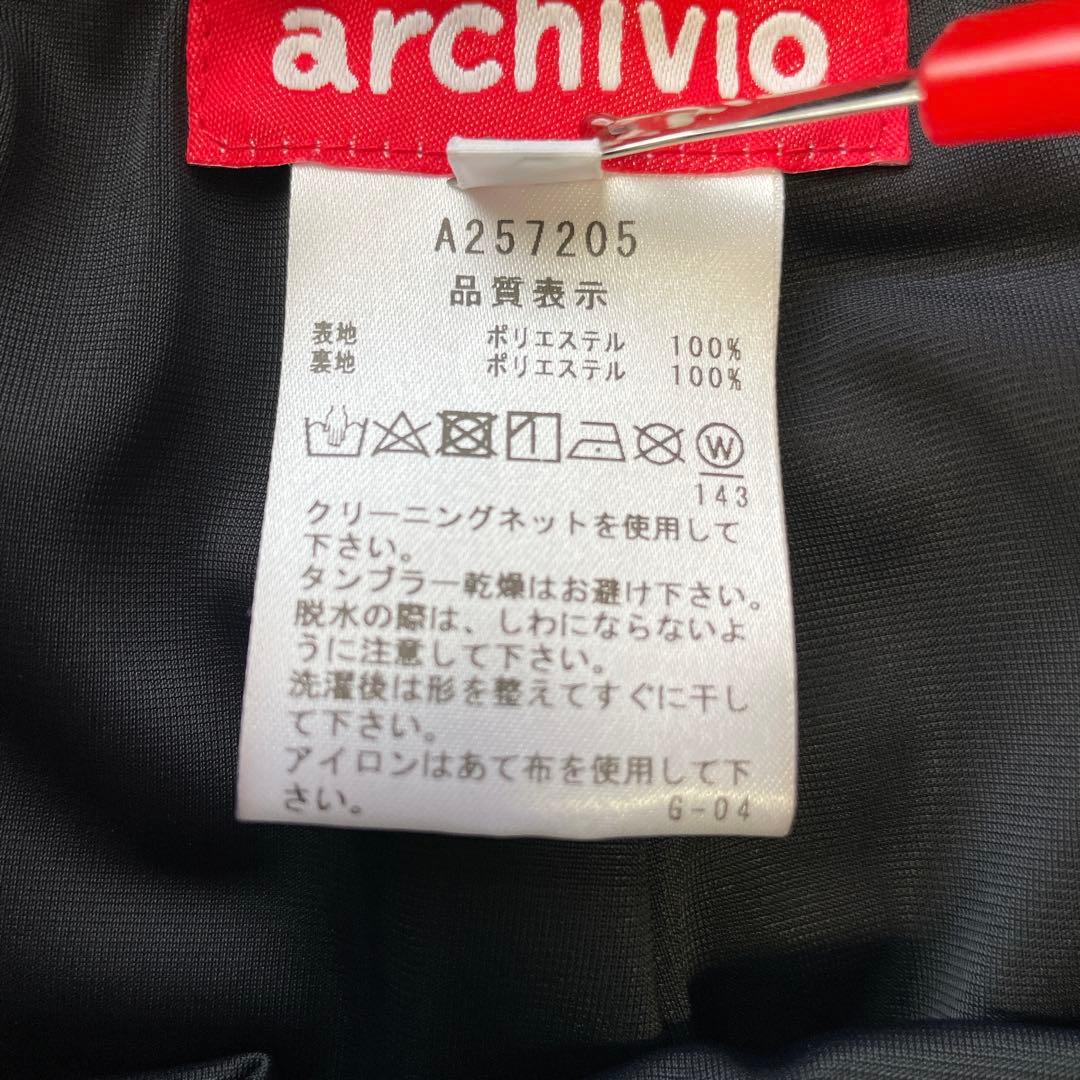 archivio
A257205
品質表示
表地 ポリエステル 100%
裏地 ポリエステル 100%
W
143
クリーニングネットを使用して
下さい。
タンブラー乾燥はお避け下さい。
脱水の際は、しわにならないよ
うに注意して下さい。
洗濯後は形を整えてすぐに干し
て下さい。
アイロンはあて布を使用して下
さい。 G-04